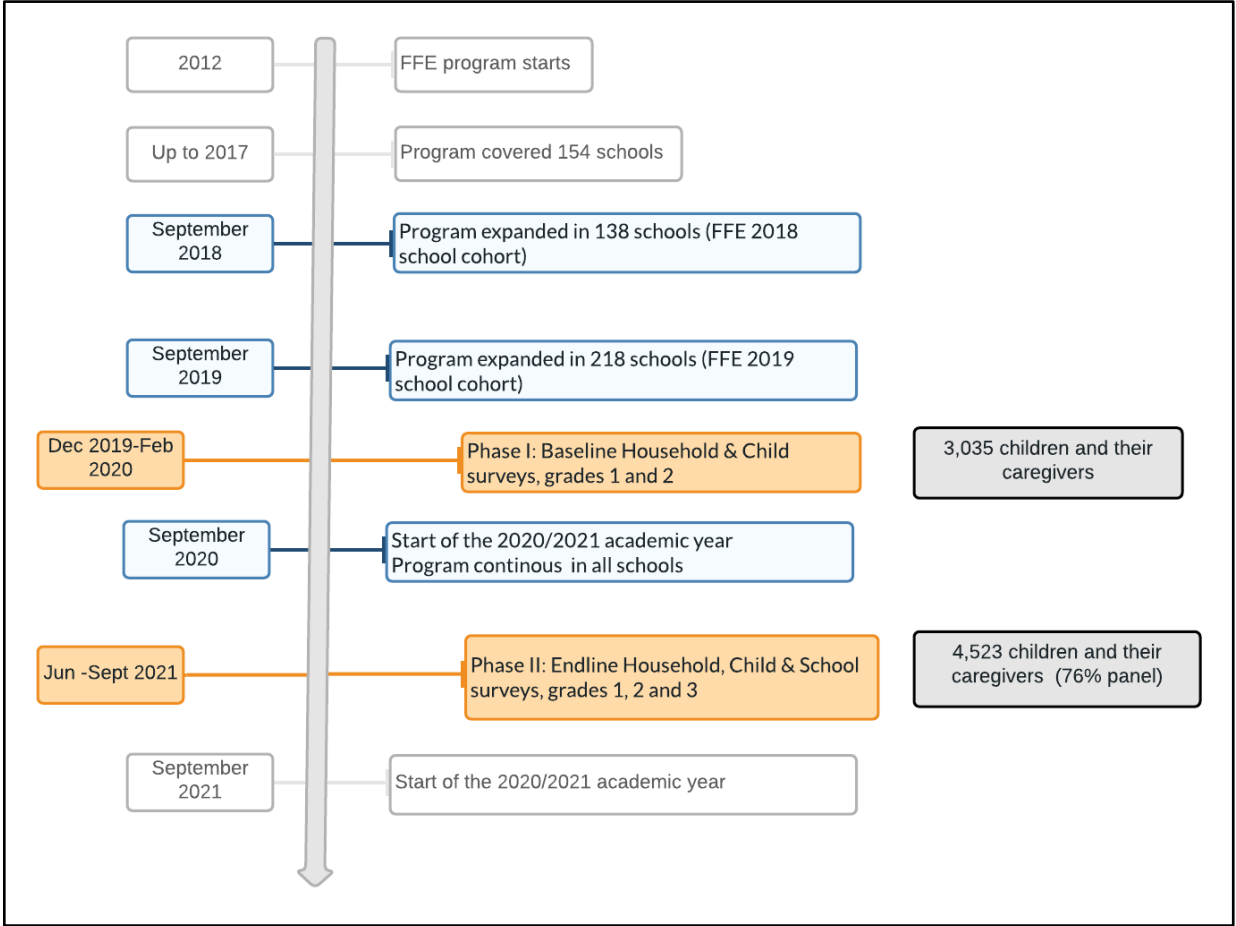 2012
FFE program starts
Up to 2017
Program covered 154 schools
September
2018
Program expanded in 138 schools (FFE 2018
school cohort)
September
2019
Program expanded in 218 schools (FFE 2019
school cohort)
Dec 2019-Feb
2020
Phase I: Baseline Household & Child
surveys, grades 1 and 2
3,035 children and their
caregivers
September
2020
Start of the 2020/2021 academic year
Program continous in all schools
Jun -Sept 2021
Phase II: Endline Household, Child & School
surveys, grades 1, 2 and 3
4,523 children and their
caregivers (76% panel)
September
2021
Start of the 2020/2021 academic year